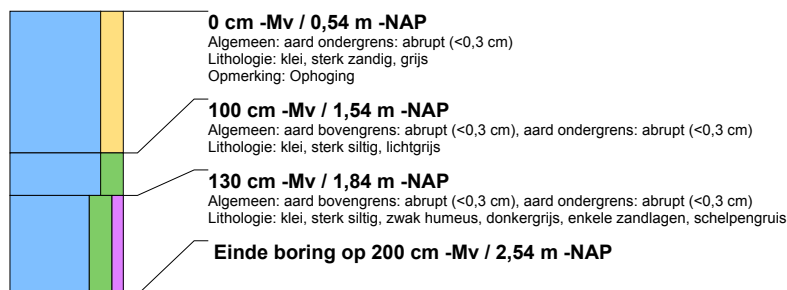 0 cm -Mv / 0,54 m -NAP
Algemeen: aard ondergrens: abrupt (<0,3 cm)
Lithologie: klei, sterk zandig, grijs
Opmerking: Ophoging
100 cm -Mv / 1,54 m -NAP
Algemeen: aard bovengrens: abrupt (<0,3 cm), aard ondergrens: abrupt (<0,3 cm)
Lithologie: klei, sterk siltig, lichtgrijs
130 cm -Mv / 1,84 m -NAP
Algemeen: aard bovengrens: abrupt (<0,3 cm), aard ondergrens: abrupt (<0,3 cm)
Lithologie: klei, sterk siltig, zwak humeus, donkergrijs, enkele zandlagen, schelpengruis
Einde boring op 200 cm -Mv / 2,54 m -NAP